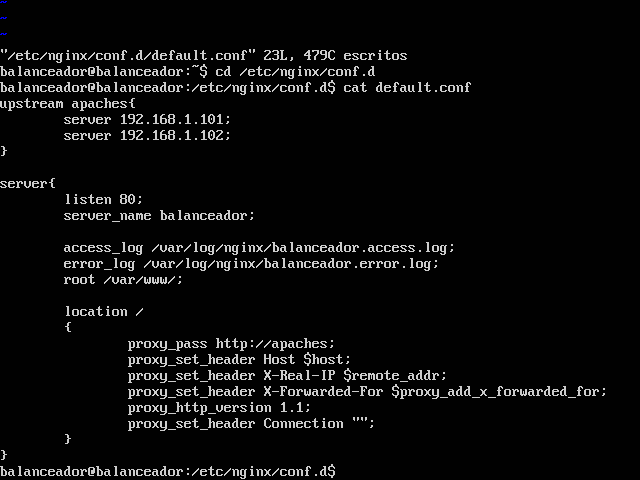 ~
~
~
"/etc/nginx/conf.d/default.conf" 23L, 479C escritos
balanceador@balanceador:~$ cd /etc/nginx/conf.d
balanceador@balanceador:/etc/nginx/conf.d$ cat default.conf
upstream apaches{
        server 192.168.1.101;
        server 192.168.1.102;
}

server{
        listen 80;
        server_name balanceador;

        access_log /var/log/nginx/balanceador.access.log;
        error_log /var/log/nginx/balanceador.error.log;
        root /var/www/;

        location /
        {
                proxy_pass http://apaches;
                proxy_set_header Host $host;
                proxy_set_header X-Real-IP $remote_addr;
                proxy_set_header X-Forwarded-For $proxy_add_x_forwarded_for;
                proxy_http_version 1.1;
                proxy_set_header Connection "";
        }
}
balanceador@balanceador:/etc/nginx/conf.d$